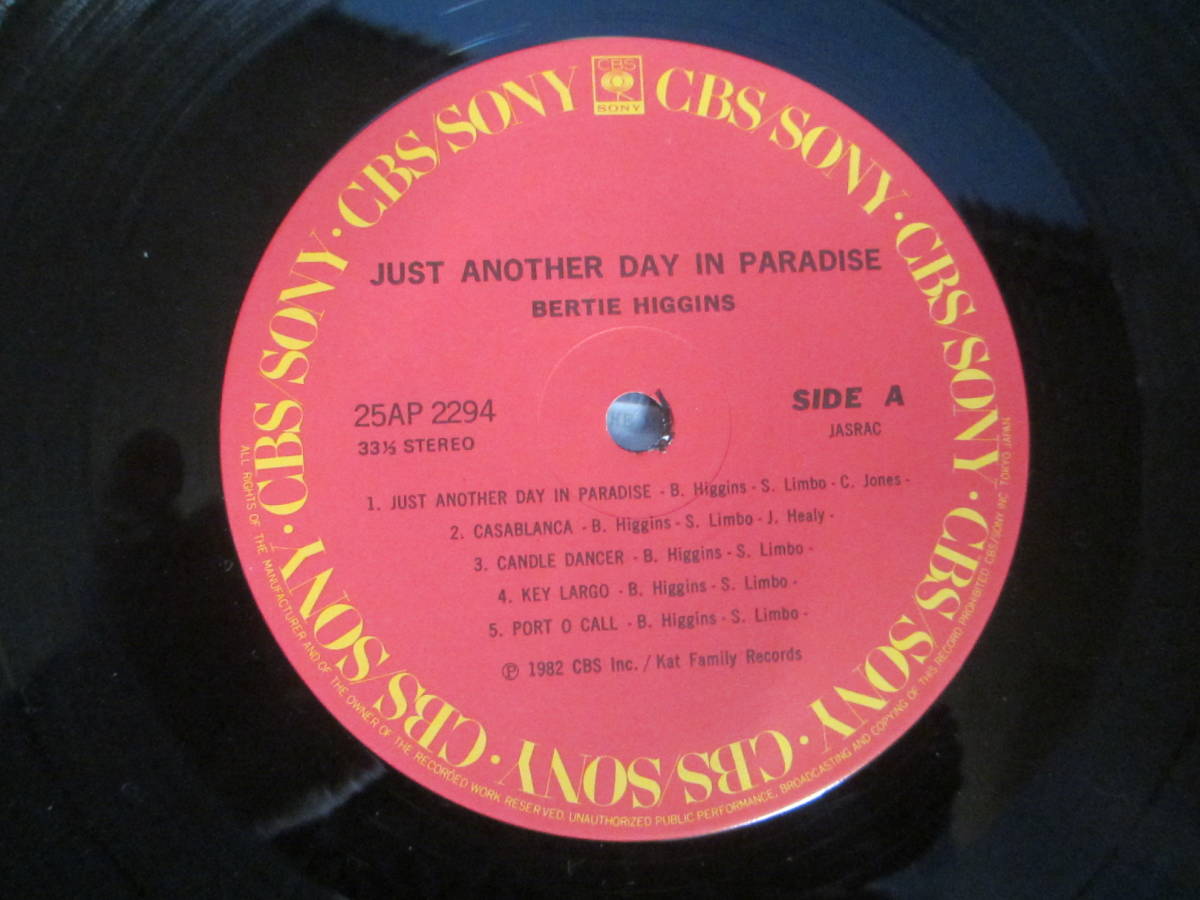 CBS
SONY
CBS/SONY · CBS/SONY · CBS/SONY · CBS/SONY · CBS/SONY · CBS/SONY · CBS/SONY · CBS/SONY
JUST ANOTHER DAY IN PARADISE
BERTIE HIGGINS
25AP 2294
SIDE A
33⅓ STEREO
JASRAC
1. JUST ANOTHER DAY IN PARADISE - B. Higgins - S. Limbo - C. Jones -
2. CASABLANCA - B. Higgins - S. Limbo - J. Healy -
3. CANDLE DANCER - B. Higgins - S. Limbo -
4. KEY LARGO - B. Higgins - S. Limbo -
5. PORT O CALL - B. Higgins - S. Limbo -
Ⓟ 1982 CBS Inc. / Kat Family Records
ALL RIGHTS OF THE MANUFACTURER AND OF THE OWNER OF THE RECORDED WORK RESERVED. UNAUTHORIZED PUBLIC PERFORMANCE, BROADCASTING AND COPYING OF THIS RECORD PROHIBITED. CBS/SONY INC. TOKYO JAPAN